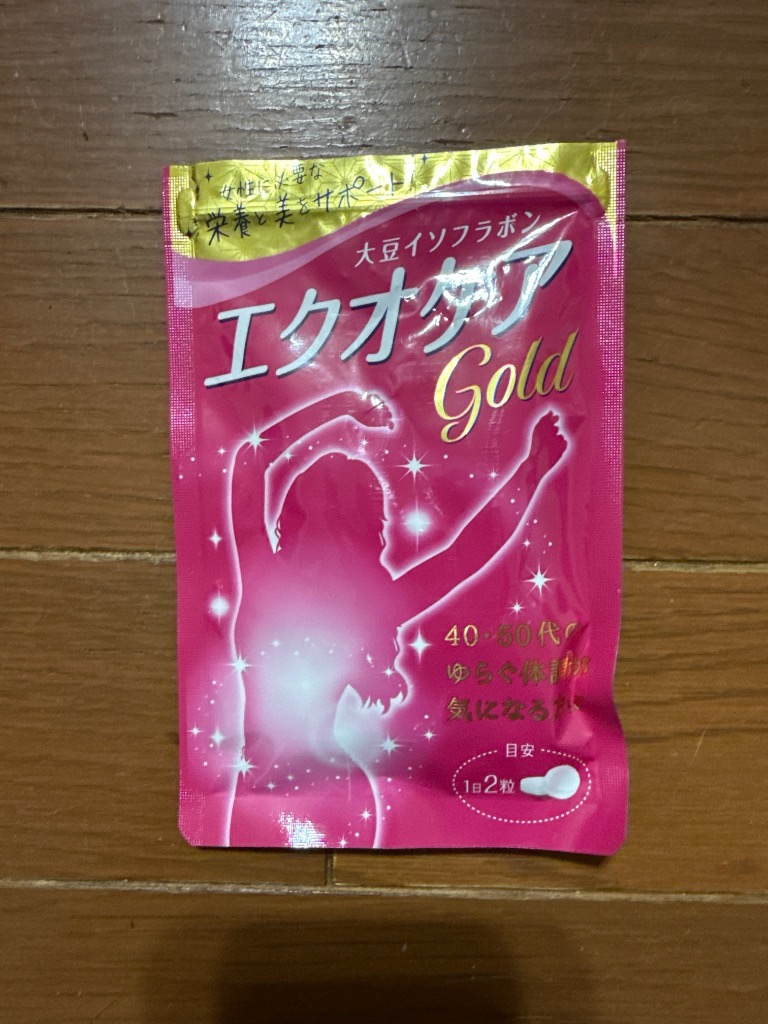 女性に必要な
栄養と美をサポート
大豆イソフラボン
エクオケア
Gold
40・50代の
ゆらぐ体調が
気になる方へ
目安
1日2粒